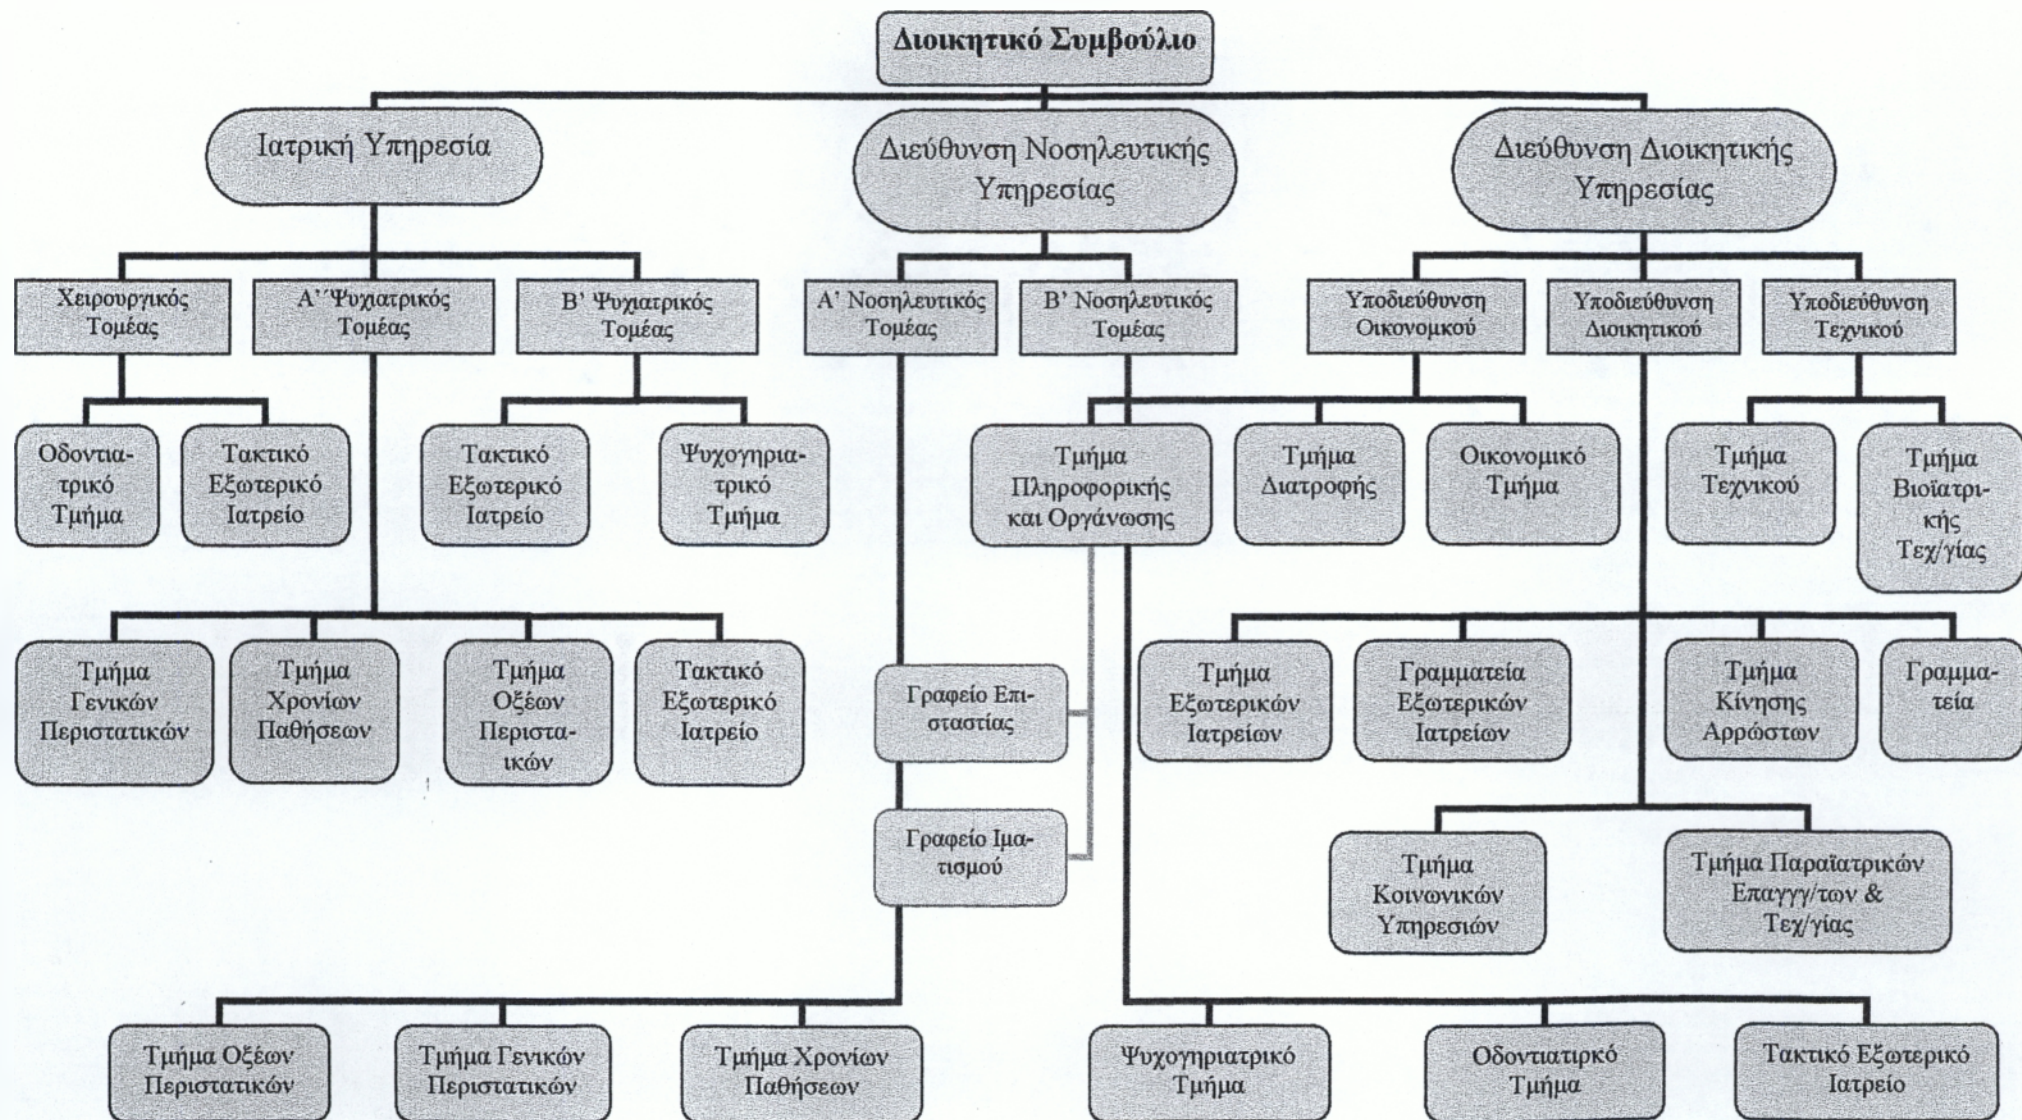 Διοικητικό Συμβούλιο
Ιατρική Υπηρεσία
Διεύθυνση Νοσηλευτικής
Υπηρεσίας
Διεύθυνση Διοικητικής
Υπηρεσίας
Χειρουργικός
Τομέας
Α'΄Ψυχιατρικός
Τομέας
Β' Ψυχιατρικός
Τομέας
Α' Νοσηλευτικός
Τομέας
Β' Νοσηλευτικός
Τομέας
Υποδιεύθυνση
Οικονομκού
Υποδιεύθυνση
Διοικητικού
Υποδιεύθυνση
Τεχνικού
Οδοντια-
τρικό
Τμήμα
Τακτικό
Εξωτερικό
Ιατρείο
Τακτικό
Εξωτερικό
Ιατρείο
Ψυχογηρια-
τρικό
Τμήμα
Τμήμα
Πληροφορικής
και Οργάνωσης
Τμήμα
Διατροφής
Οικονομικό
Τμήμα
Τμήμα
Τεχνικού
Τμήμα
Βιοϊατρι-
κής
Τεχ/γίας
Τμήμα
Γενικών
Περιστατικών
Τμήμα
Χρονίων
Παθήσεων
Τμήμα
Οξέων
Περιστα-
ικών
Τακτικό
Εξωτερικό
Ιατρείο
Γραφείο Επι-
σταστίας
Τμήμα
Εξωτερικών
Ιατρείων
Γραμματεία
Εξωτερικών
Ιατρείων
Τμήμα
Κίνησης
Αρρώστων
Γραμμα-
τεία
Γραφείο Ιμα-
τισμού
Τμήμα
Κοινωνικών
Υπηρεσιών
Τμήμα Παραϊατρικών
Επαγγγ/των &
Τεχ/γίας
Τμήμα Οξέων
Περιστατικών
Τμήμα Γενικών
Περιστατικών
Τμήμα Χρονίων
Παθήσεων
Ψυχογηριατρικό
Τμήμα
Οδοντιατιρκό
Τμήμα
Τακτικό Εξωτερικό
Ιατρείο